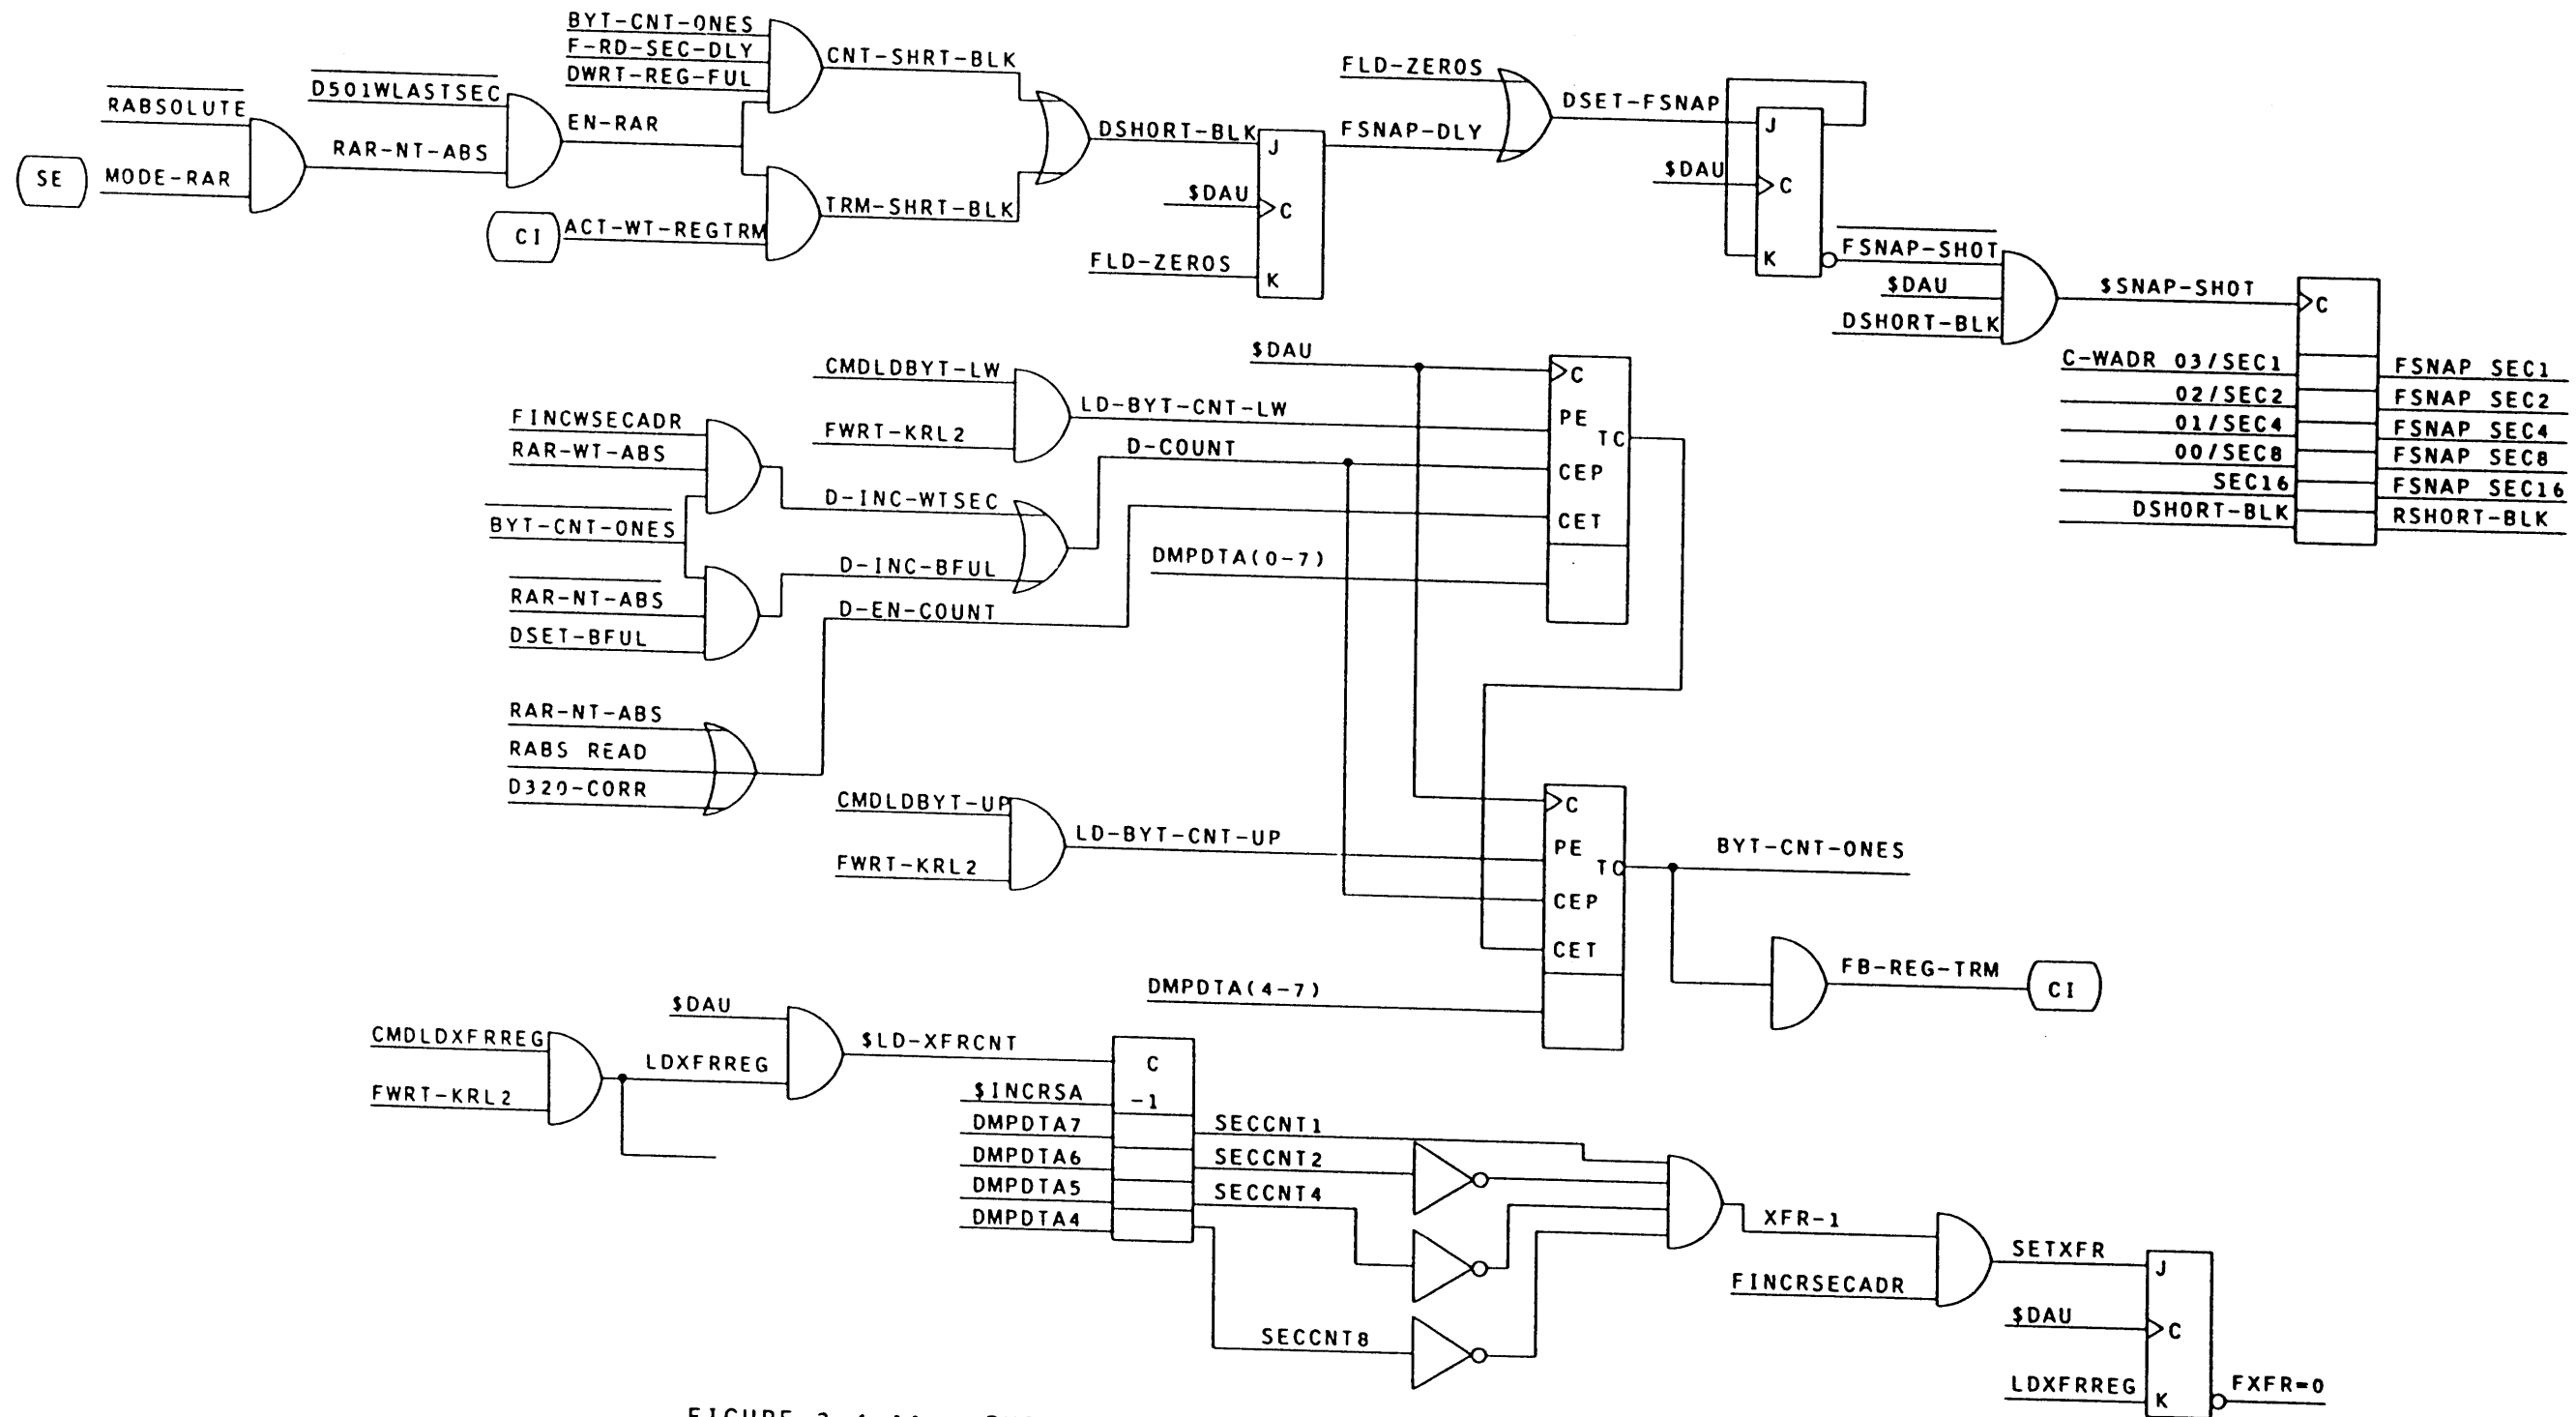 BYT-CNT-ONES
F-RD-SEC-DLY
DWRT-REG-FUL
CNT-SHRT-BLK
RABSOLUTE
D501WLASTSEC
SE
MODE-RAR
RAR-NT-ABS
EN-RAR
CI
ACT-WT-REGTRM
TRM-SHRT-BLK
DSHORT-BLK
J
$DAU
C
FLD-ZEROS
K
FLD-ZEROS
FSNAP-DLY
DSET-FSNAP
J
$DAU
C
K
FSNAP-SHOT
$DAU
DSHORT-BLK
$SNAP-SHOT
C
C-WADR 03/SEC1
FSNAP SEC1
02/SEC2
FSNAP SEC2
01/SEC4
FSNAP SEC4
00/SEC8
FSNAP SEC8
SEC16
FSNAP SEC16
DSHORT-BLK
RSHORT-BLK
$DAU
CMDLDBYT-LW
FWRT-KRL2
LD-BYT-CNT-LW
D-COUNT
C
PE
TC
CEP
CET
FINCWSECADR
RAR-WT-ABS
BYT-CNT-ONES
D-INC-WTSEC
RAR-NT-ABS
DSET-BFUL
D-INC-BFUL
D-EN-COUNT
DMPDTA(0-7)
RAR-NT-ABS
RABS READ
D320-CORR
CMDLDBYT-UP
FWRT-KRL2
LD-BYT-CNT-UP
C
PE
TC
CEP
CET
BYT-CNT-ONES
DMPDTA(4-7)
FB-REG-TRM
CI
$DAU
CMDLDXFRREG
FWRT-KRL2
LDXFRREG
$LD-XFRCNT
C
$INCRSA
-1
DMPDTA7
SECCNT1
DMPDTA6
SECCNT2
DMPDTA5
SECCNT4
DMPDTA4
SECCNT8
XFR-1
FINCRSECADR
SETXFR
J
$DAU
C
LDXFRREG
K
FXFR=0